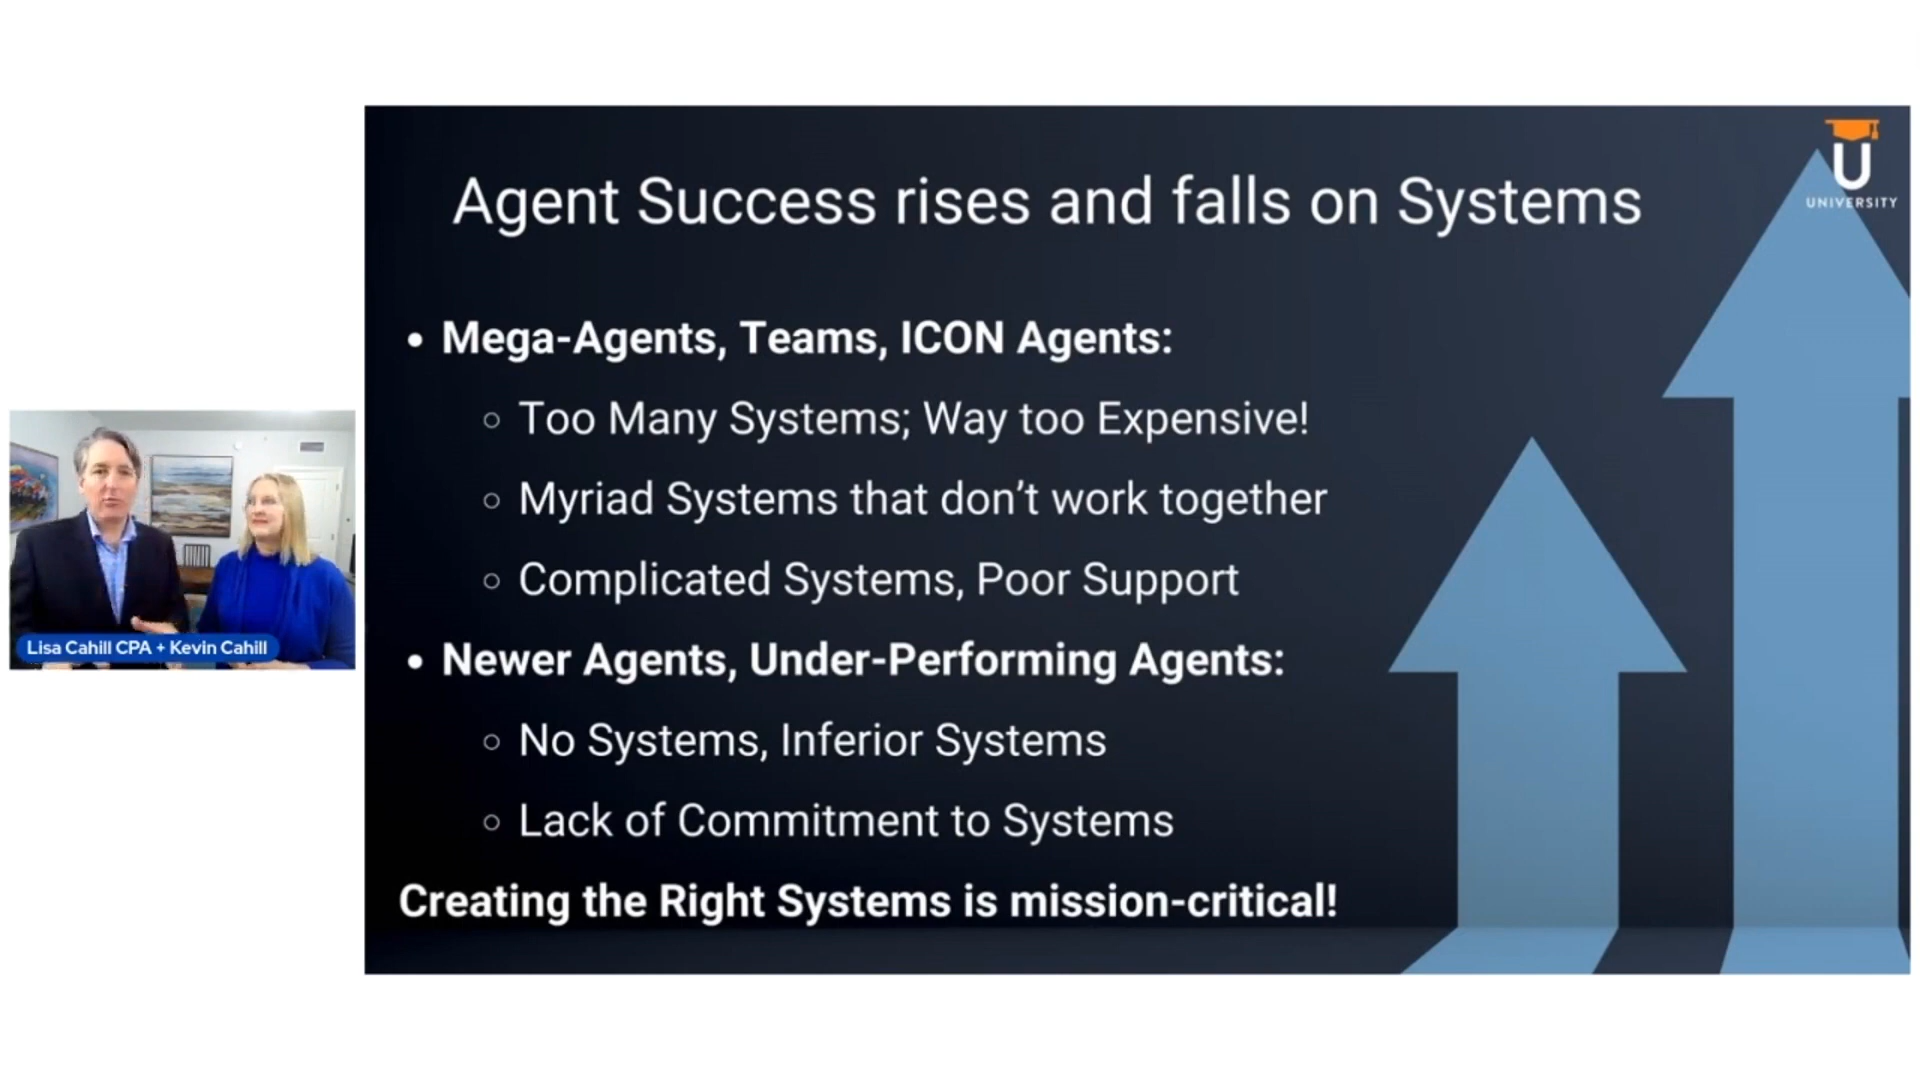 U
UNIVERSITY
Agent Success rises and falls on Systems
• Mega-Agents, Teams, ICON Agents:
○ Too Many Systems; Way too Expensive!
○ Myriad Systems that don’t work together
○ Complicated Systems, Poor Support
• Newer Agents, Under-Performing Agents:
○ No Systems, Inferior Systems
○ Lack of Commitment to Systems
Creating the Right Systems is mission-critical!
Lisa Cahill CPA + Kevin Cahill